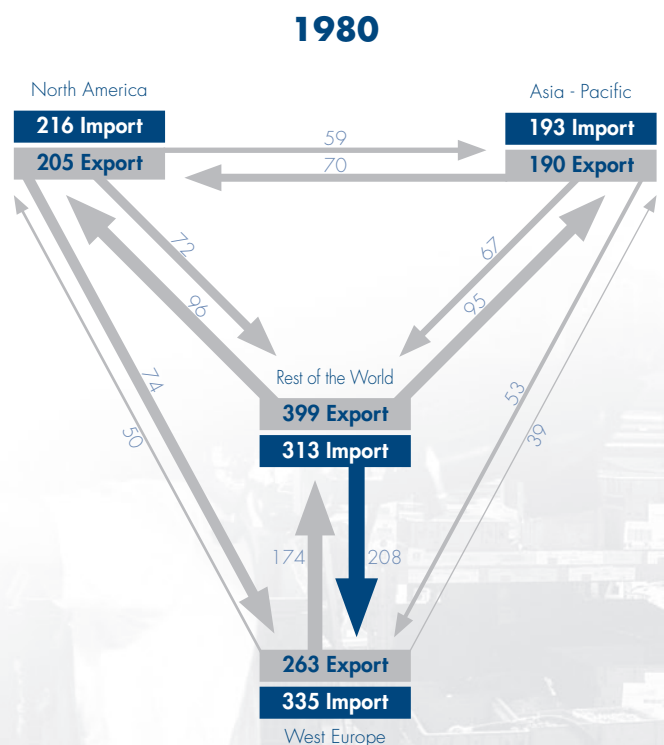 1980
North America
Asia - Pacific
216 Import
193 Import
205 Export
190 Export
59
70
72
67
96
95
Rest of the World
399 Export
313 Import
74
50
53
39
174
208
263 Export
335 Import
West Europe